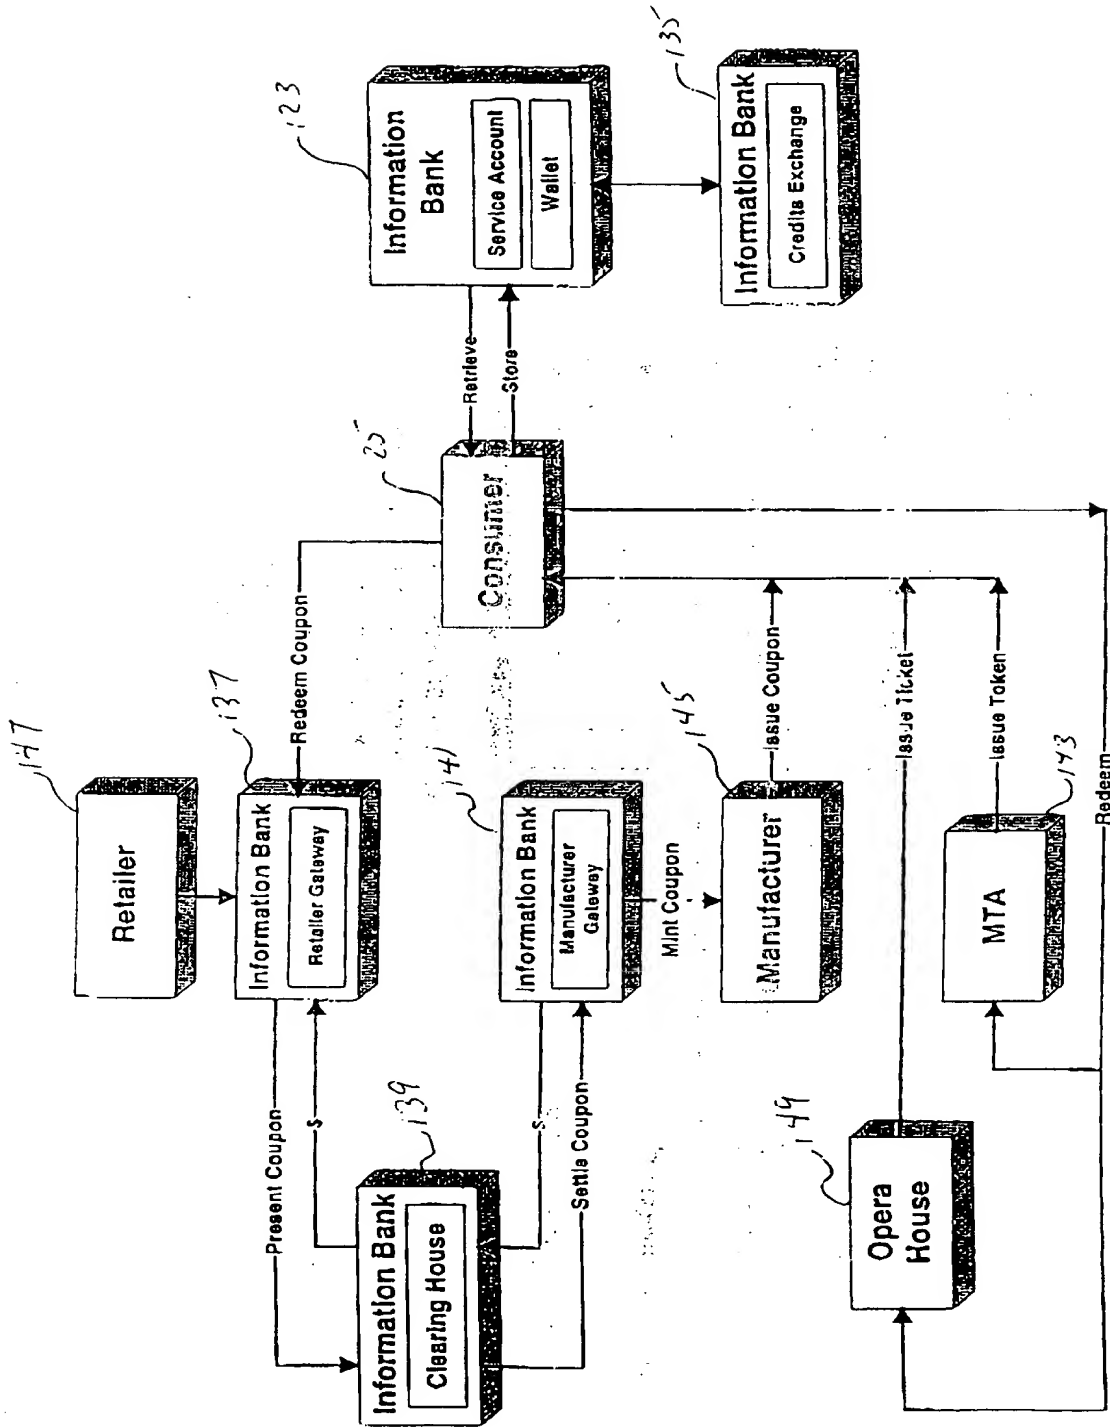 147
Retailer
137
Information Bank
Retailer Gateway
Redeem Coupon
Present Coupon
$
139
Information Bank
Clearing House
$
Settle Coupon
141
Information Bank
Manufacturer
Gateway
Mint Coupon
145
Manufacturer
Issue Coupon
25
Consumer
Retrieve
Store
123
Information
Bank
Service Account
Wallet
135
Information Bank
Credits Exchange
149
Opera
House
Issue Ticket
143
MTA
Issue Token
Redeem